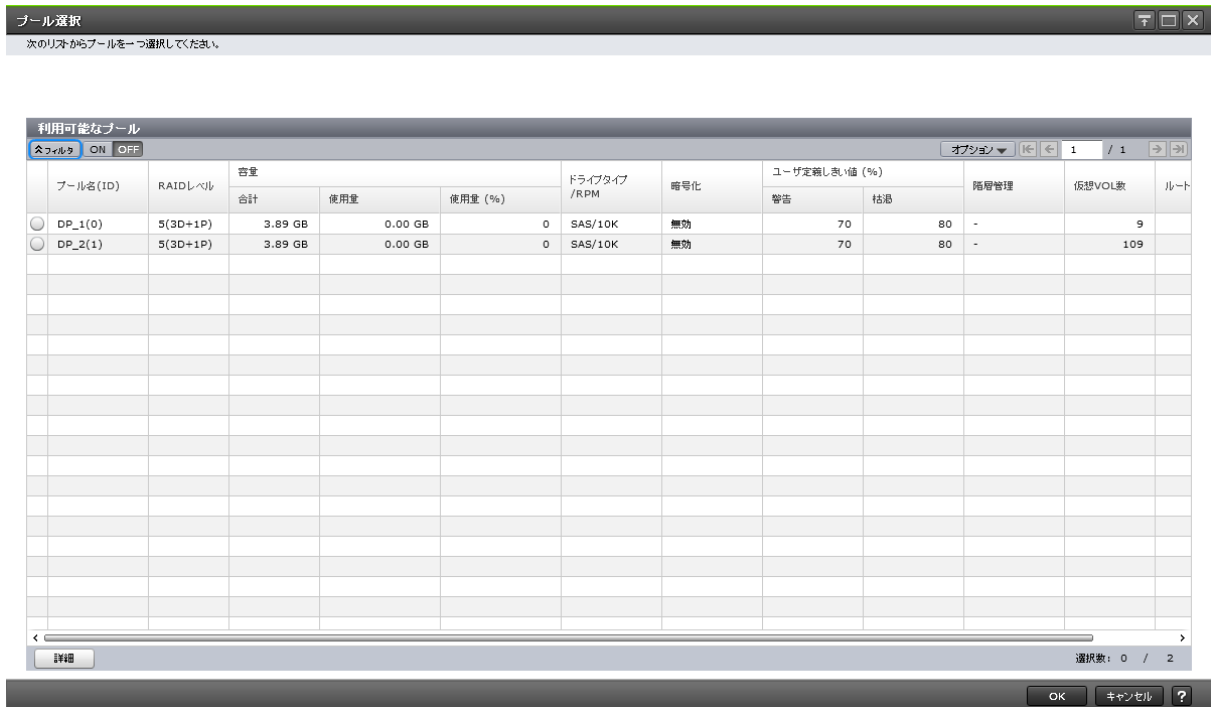 プール選択
次のリストからプールを一つ選択してください。
利用可能なプール
フィルタ ON OFF オプション 1 / 1
プール名(ID) RAIDレベル 容量 ドライブタイプ/RPM 暗号化 ユーザ定義しきい値 (%) 階層管理 仮想VOL数 ルート
合計 使用量 使用量 (%) 警告 枯渇
DP_1(0) 5(3D+1P) 3.89 GB 0.00 GB 0 SAS/10K 無効 70 80 - 9
DP_2(1) 5(3D+1P) 3.89 GB 0.00 GB 0 SAS/10K 無効 70 80 - 109
詳細 選択数: 0 / 2
OK キャンセル ?